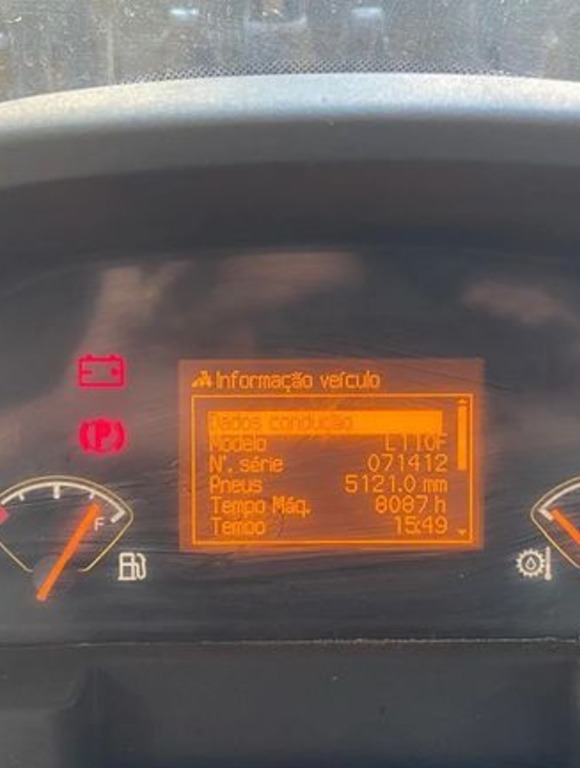 Informação veículo
Dados condução
Modelo L110F
N°. série 071412
Pneus 5121.0 mm
Tempo Máq. 8087 h
Tempo 15:49
P
F